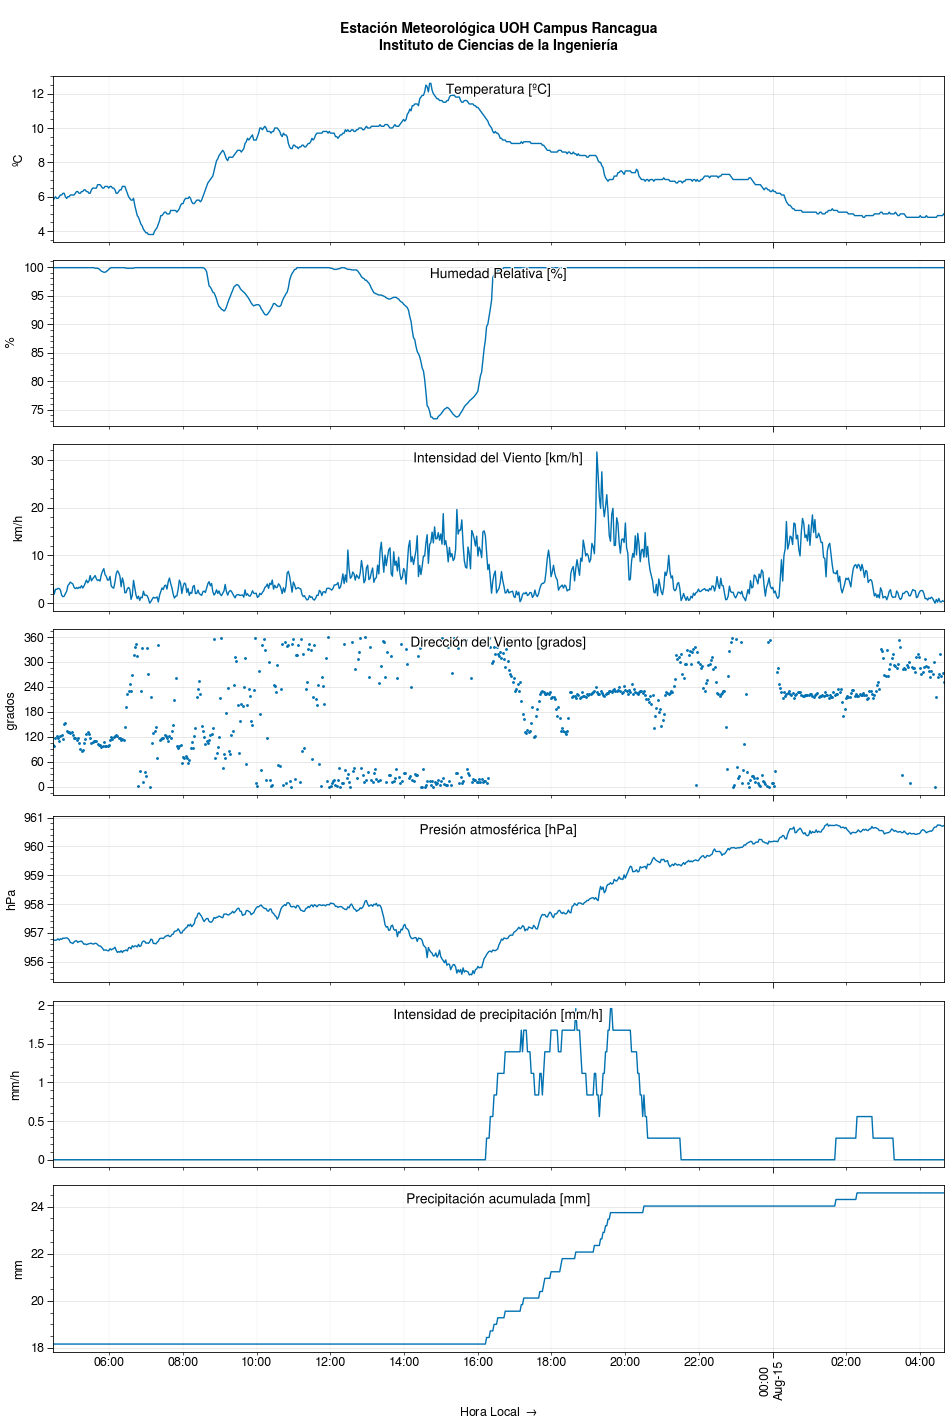 Estación Meteorológica UOH Campus Rancagua
Instituto de Ciencias de la Ingeniería
Temperatura [ºC]
12
10
8
6
4
ºC
Humedad Relativa [%]
100
95
90
85
80
75
%
Intensidad del Viento [km/h]
30
20
10
0
km/h
Dirección del Viento [grados]
360
300
240
180
120
60
0
grados
Presión atmosférica [hPa]
961
960
959
958
957
956
hPa
Intensidad de precipitación [mm/h]
2
1.5
1
0.5
0
mm/h
Precipitación acumulada [mm]
24
22
20
18
mm
06:00 08:00 10:00 12:00 14:00 16:00 18:00 20:00 22:00 00:00 02:00 04:00
Aug-15
Hora Local →